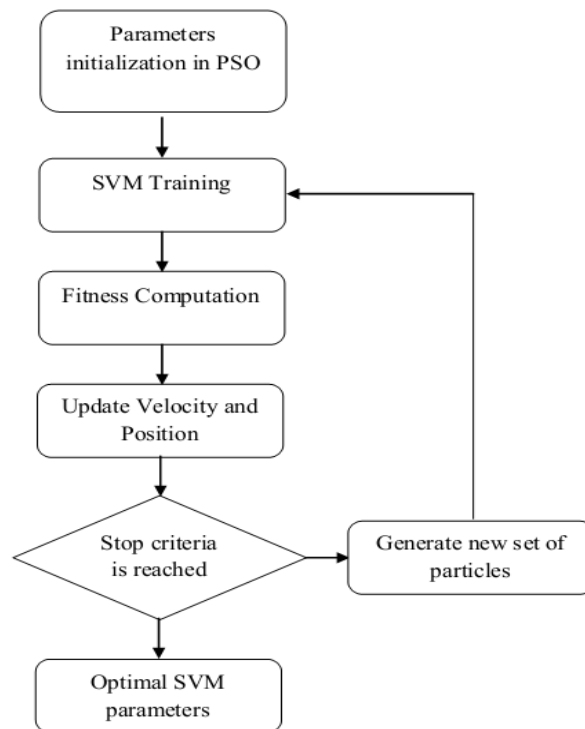 Parameters
initialization in PSO
SVM Training
Fitness Computation
Update Velocity and
Position
Stop criteria
is reached
Generate new set of
particles
Optimal SVM
parameters